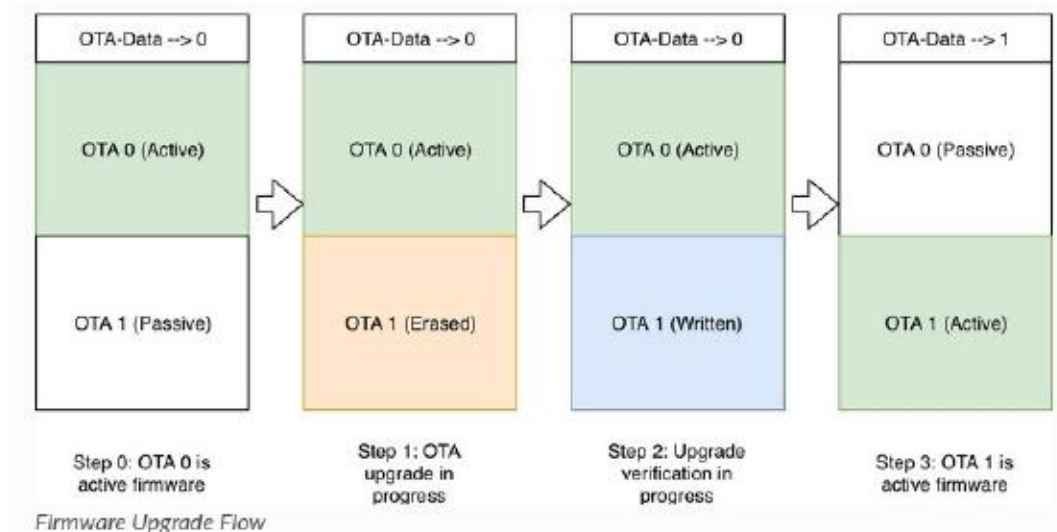 OTA-Data --> 0
OTA-Data --> 0
OTA-Data --> 0
OTA-Data --> 1
OTA 0 (Active)
OTA 0 (Active)
OTA 0 (Active)
OTA 0 (Passive)
OTA 1 (Passive)
OTA 1 (Erased)
OTA 1 (Written)
OTA 1 (Active)
Step 0: OTA 0 is
active firmware
Step 1: OTA
upgrade in
progress
Step 2: Upgrade
verification in
progress
Step 3: OTA 1 is
active firmware
Firmware Upgrade Flow